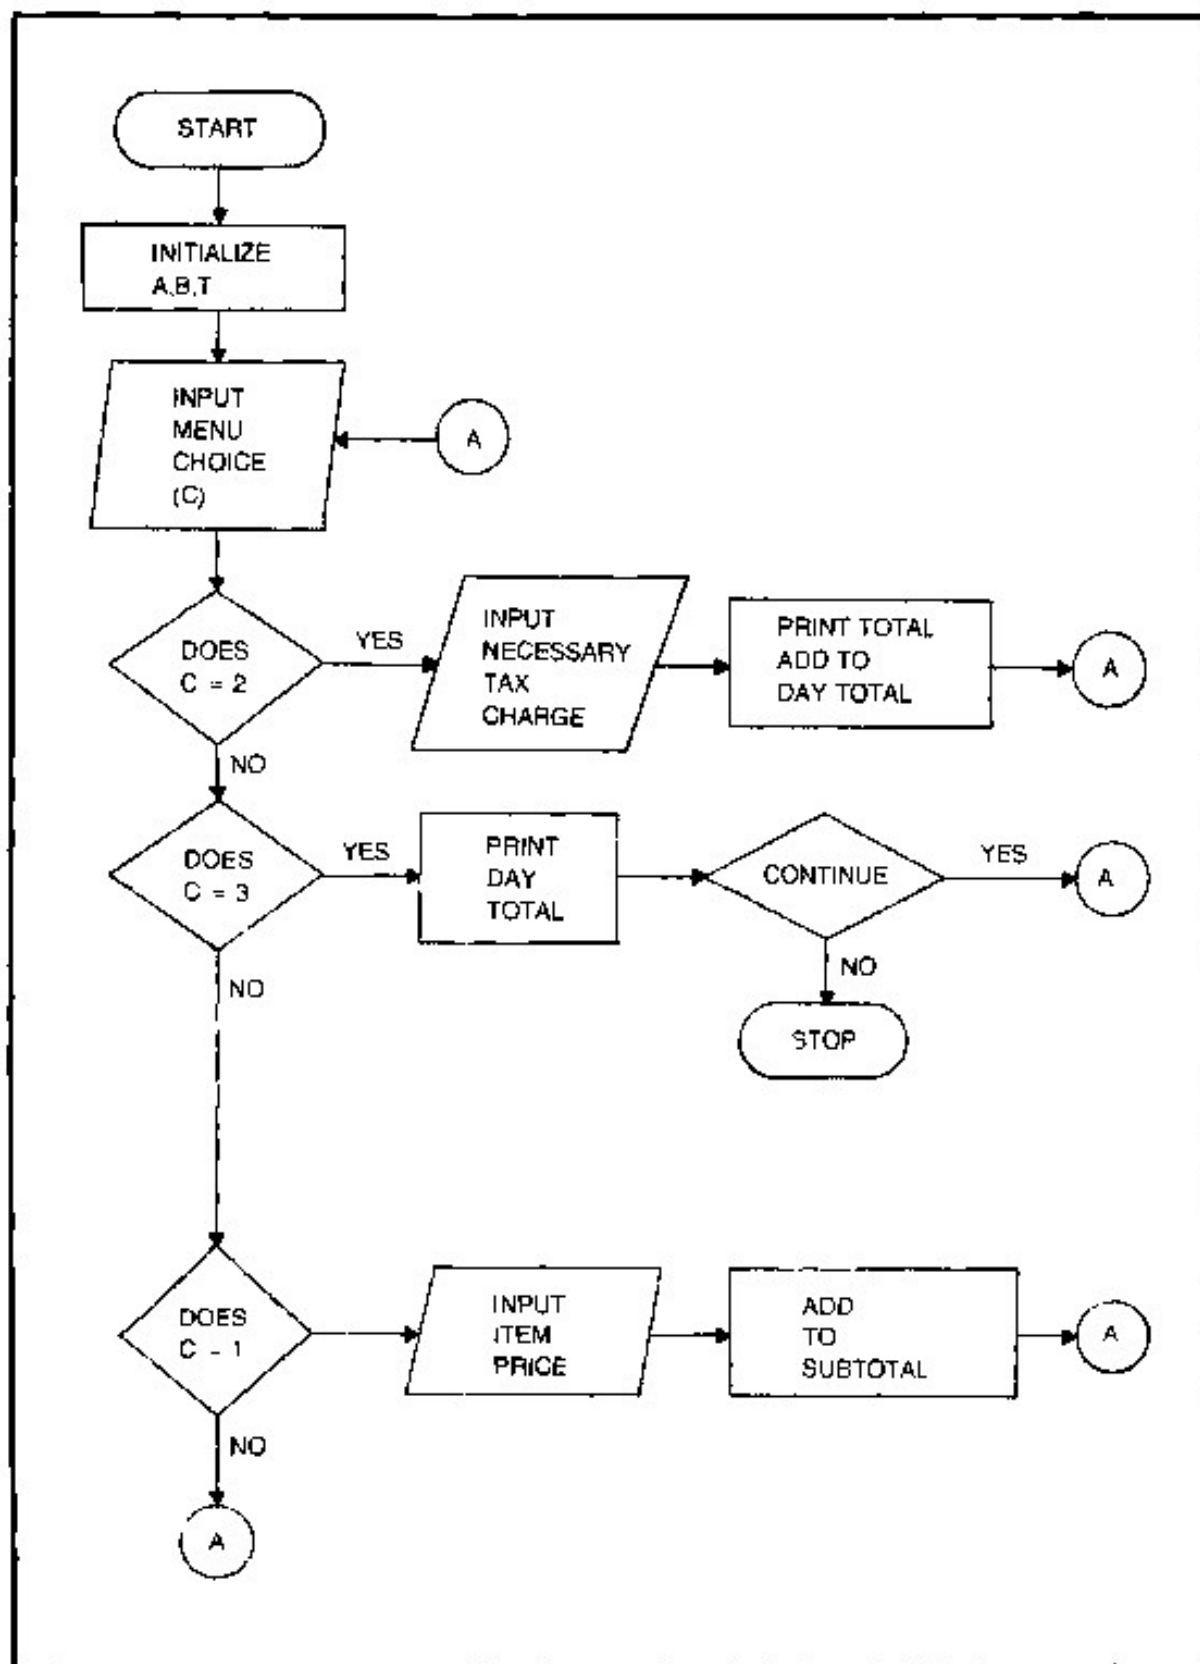 START
INITIALIZE
A,B,T
INPUT
MENU
CHOICE
(C)
A
DOES
C = 2
YES
INPUT
NECESSARY
TAX
CHARGE
PRINT TOTAL
ADD TO
DAY TOTAL
A
NO
DOES
C = 3
YES
PRINT
DAY
TOTAL
CONTINUE
YES
A
NO
STOP
NO
DOES
C - 1
INPUT
ITEM
PRICE
ADD
TO
SUBTOTAL
A
NO
A